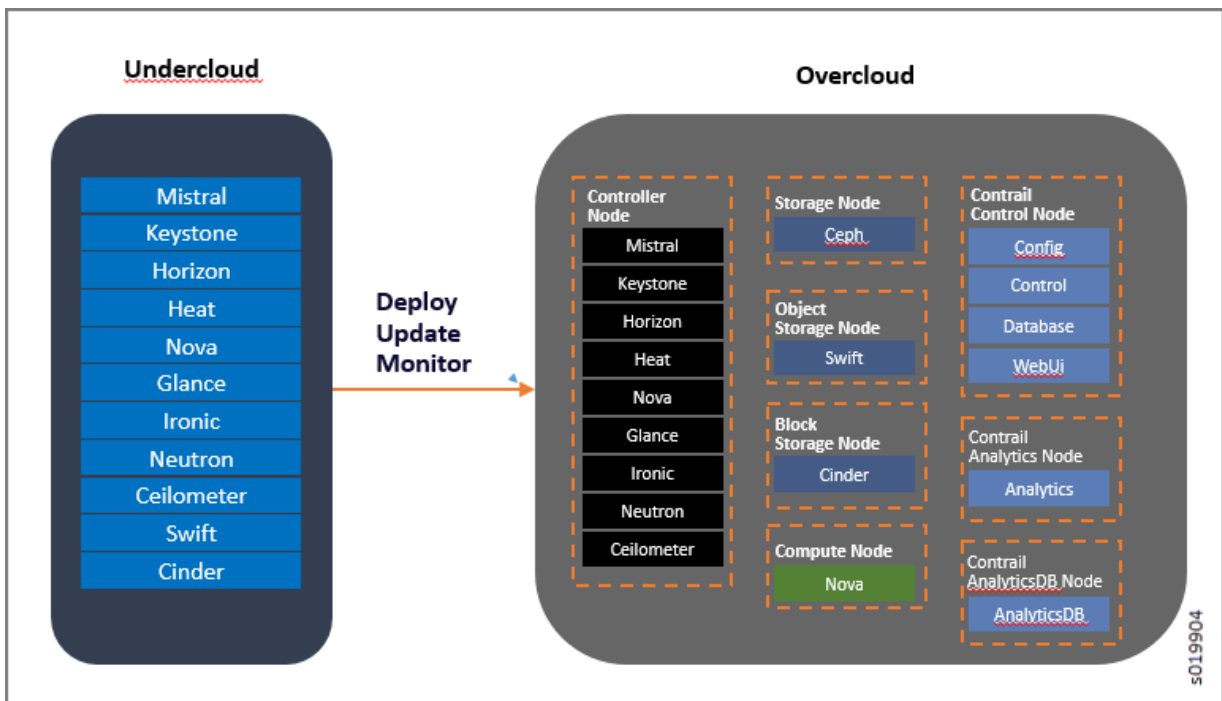 Undercloud
Mistral
Keystone
Horizon
Heat
Nova
Glance
Ironic
Neutron
Ceilometer
Swift
Cinder
Deploy
Update
Monitor
Overcloud
Controller
Node
Mistral
Keystone
Horizon
Heat
Nova
Glance
Ironic
Neutron
Ceilometer
Storage Node
Ceph
Object
Storage Node
Swift
Block
Storage Node
Cinder
Compute Node
Nova
Contrail
Control Node
Config
Control
Database
WebUi
Contrail
Analytics Node
Analytics
Contrail
AnalyticsDB Node
AnalyticsDB
s019904